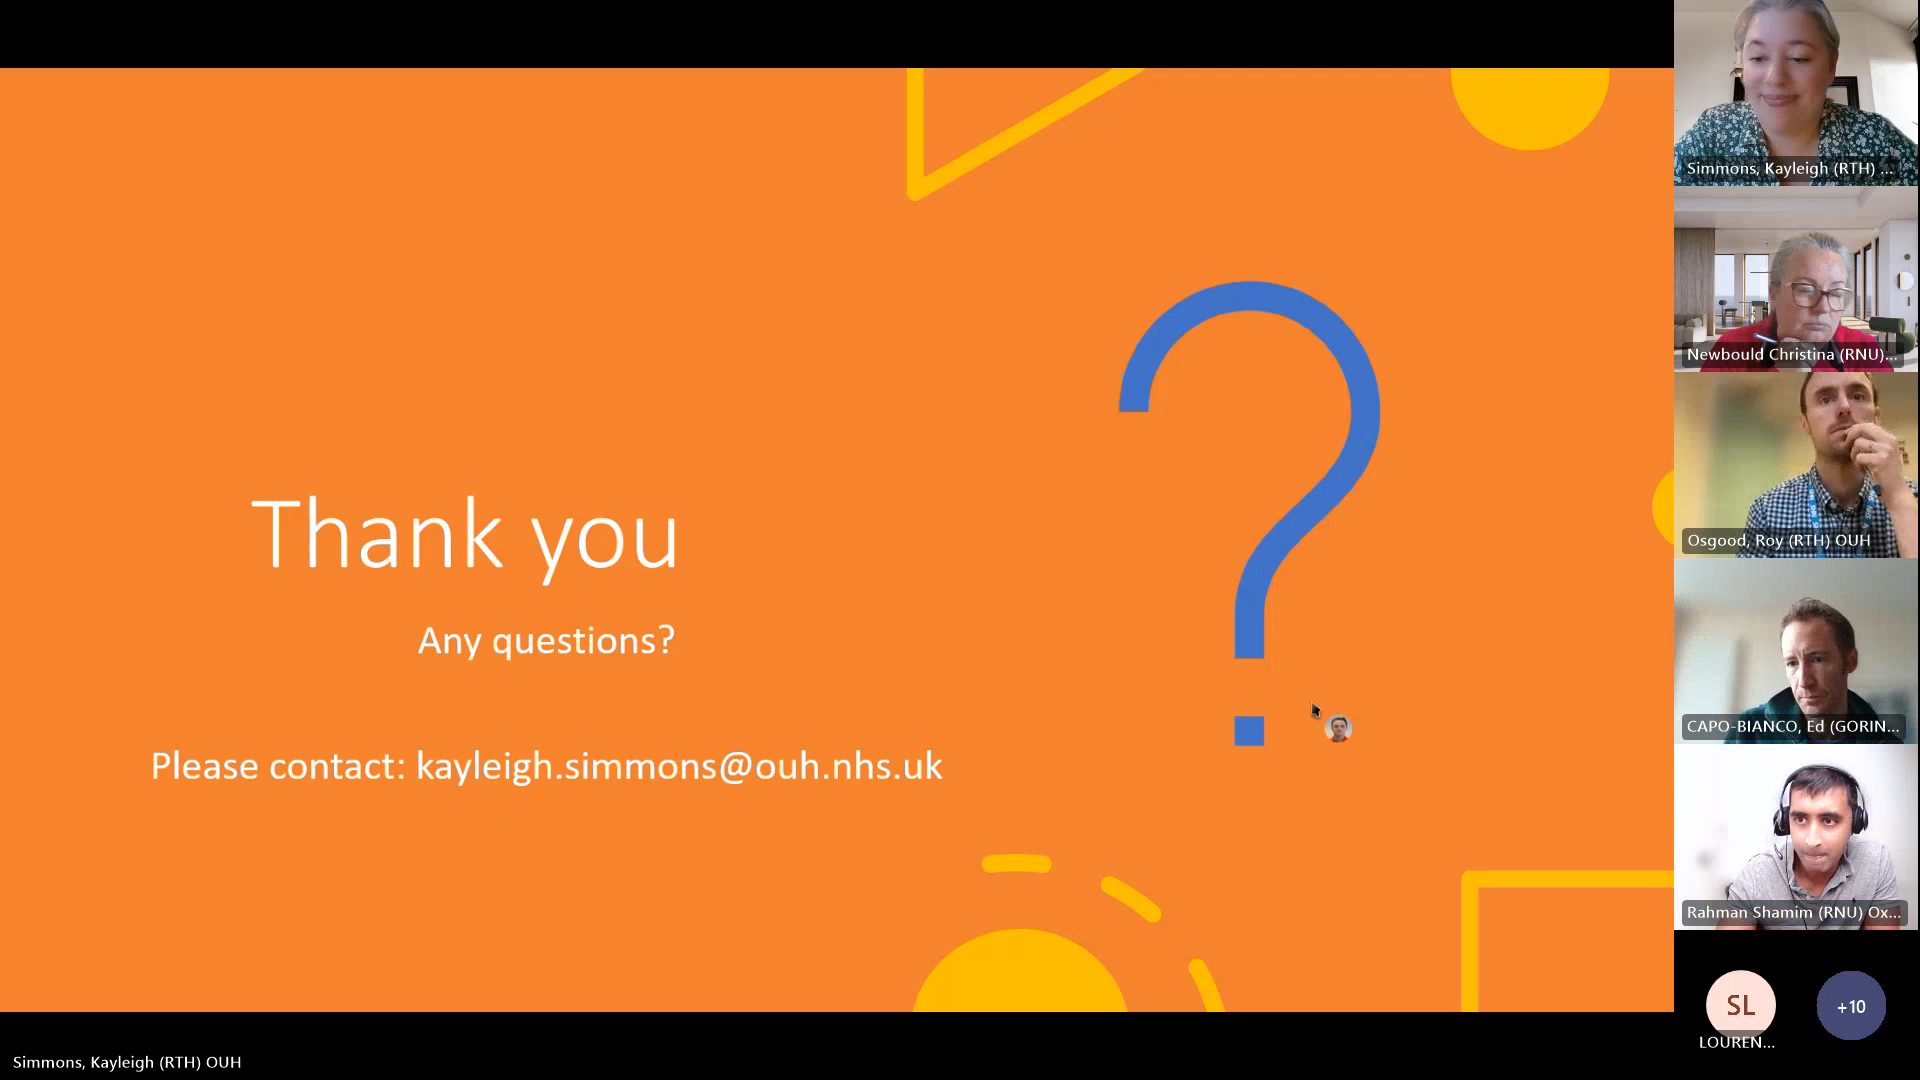 Thank you
Any questions?
Please contact: kayleigh.simmons@ouh.nhs.uk
Simmons, Kayleigh (RTH) ...
Newbould Christina (RNU)...
Osgood, Roy (RTH) OUH
CAPO-BIANCO, Ed (GORIN...
Rahman Shamim (RNU) Ox...
SL
+10
LOUREN...
Simmons, Kayleigh (RTH) OUH